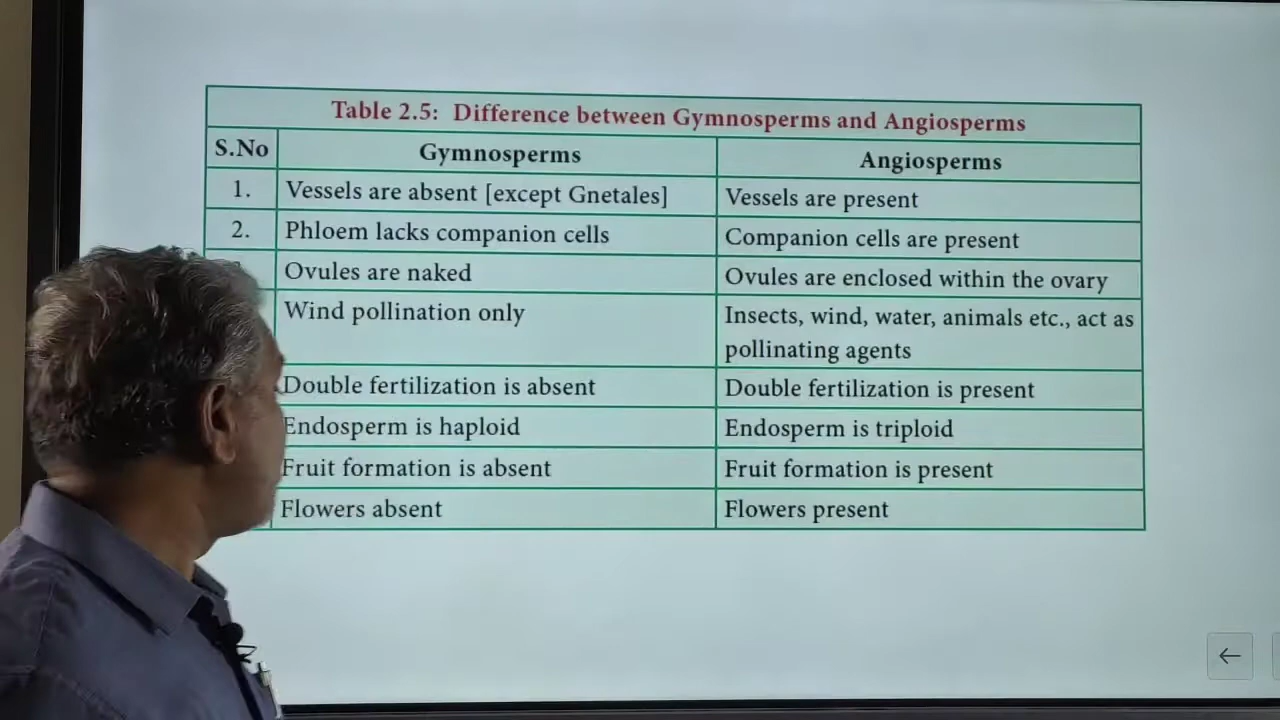 Table 2.5: Difference between Gymnosperms and Angiosperms
S.No Gymnosperms Angiosperms
1. Vessels are absent [except Gnetales] Vessels are present
2. Phloem lacks companion cells Companion cells are present
Ovules are naked Ovules are enclosed within the ovary
Wind pollination only Insects, wind, water, animals etc., act as
pollinating agents
Double fertilization is absent Double fertilization is present
Endosperm is haploid Endosperm is triploid
Fruit formation is absent Fruit formation is present
Flowers absent Flowers present